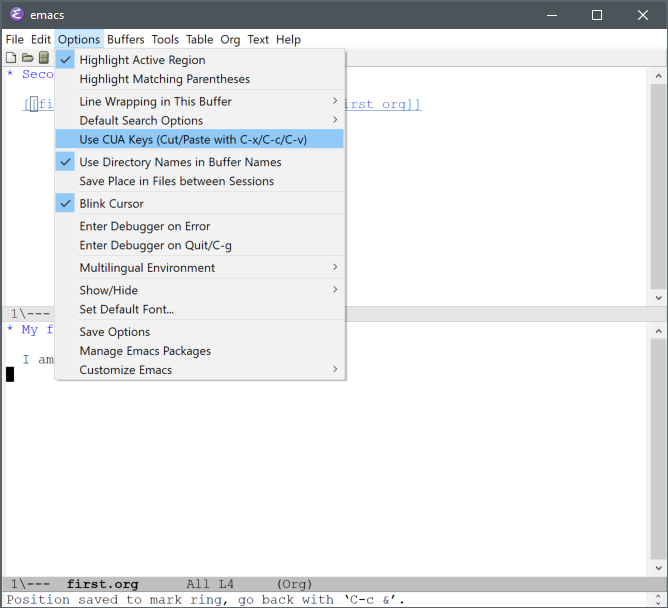 emacs
File Edit Options Buffers Tools Table Org Text Help
Highlight Active Region
* Seco
Highlight Matching Parentheses
Line Wrapping in This Buffer
[[fi
irst org]]
Default Search Options
Use CUA Keys (Cut/Paste with C-x/C-c/C-v)
Use Directory Names in Buffer Names
Save Place in Files between Sessions
Blink Cursor
Enter Debugger on Error
Enter Debugger on Quit/C-g
Multilingual Environment
Show/Hide
Set Default Font...
1\---
* My f
Save Options
Manage Emacs Packages
I am
Customize Emacs
1\--- first.org All L4 (Org)
Position saved to mark ring, go back with ‘C-c &’.